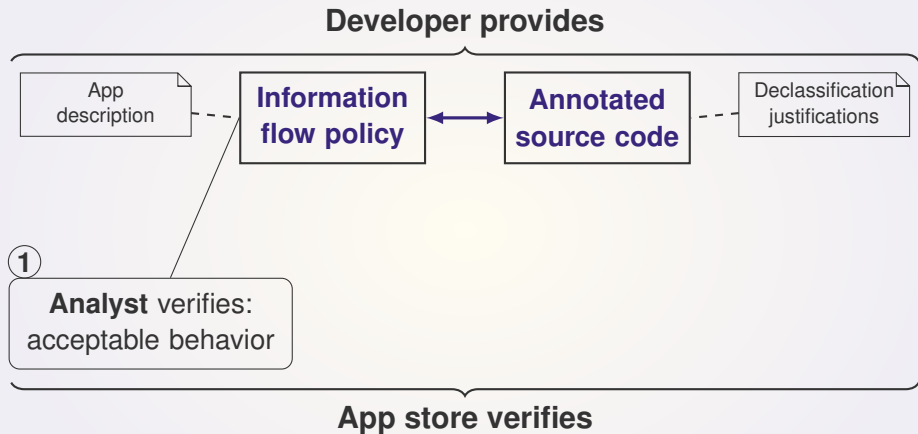 Developer provides
App
description
Information
flow policy
Annotated
source code
Declassification
justifications
1
Analyst verifies:
acceptable behavior
App store verifies